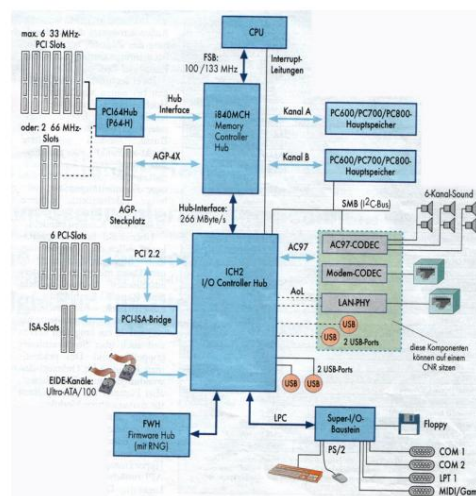 max. 6 33 MHz-
PCI Slots
CPU
FSB:
100/133 MHz
Interrupt-
Leitungen
PCI64Hub
(P64-H)
Hub
Interface
i840MCH
Memory
Controller
Hub
Kanal A
PC600/PC700/PC800-
Hauptspeicher
oder: 2 66 MHz-
Slots
AGP-4X
Kanal B
PC600/PC700/PC800-
Hauptspeicher
AGP-
Steckplatz
Hub-Interface:
266 MByte/s
SMB (I²C-Bus)
6-Kanal-Sound
6 PCI-Slots
PCI 2.2
ICH2
I/O Controller Hub
AC97
AC97-CODEC
Modem-CODEC
AoL
LAN-PHY
ISA-Slots
PCI-ISA-Bridge
USB
USB
2 USB-Ports
diese Komponenten
können auf einem
CNR sitzen
EIDE-Kanäle:
Ultra-ATA/100
2 USB-Ports
USB
USB
FWH
Firmware Hub
(mit RNG)
LPC
Super-I/O-
Baustein
Floppy
PS/2
COM 1
COM 2
LPT 1
MIDI/Gam